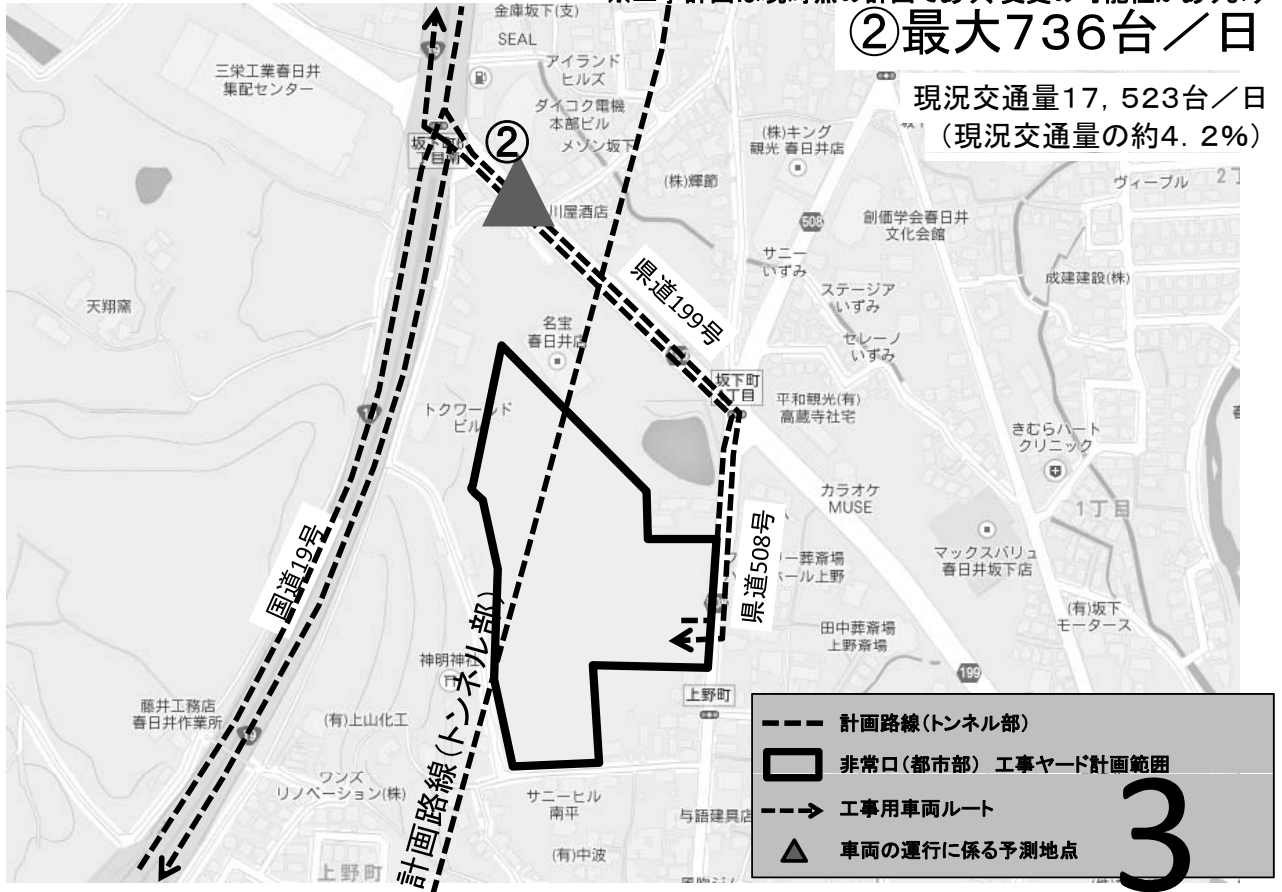 ②最大736台／日
現況交通量17,523台／日
（現況交通量の約4.2%）
金庫坂下(支)
SEAL
三栄工業春日井
集配センター
アイランド
ヒルズ
ダイコク電機
本部ビル
メゾン坂下
②
(株)キング
観光 春日井店
(株)輝節
ヴィーブル
川屋酒店
508
創価学会春日井
文化会館
サニー
いずみ
県道199号
成建建設(株)
天翔窯
ステージア
いずみ
名宝
春日井店
セレーノ
いずみ
坂下町
丁目
平和観光(有)
高蔵寺社宅
トクワールド
ビル
きむらハート
クリニック
カラオケ
MUSE
1丁目
国道19号
県道508号
マックスバリュ
春日井坂下店
一葬斎場
ホール上野
(有)坂下
モータース
田中葬斎場
上野斎場
神明神社
199
計画路線(トンネル部)
上野町
藤井工務店
春日井作業所
(有)上山化工
19
ワンズ
リノベーション(株)
サニーヒル
南平
与語建具店
(有)中波
上野町
計画路線(トンネル部)
非常口(都市部) 工事ヤード計画範囲
工事用車両ルート
車両の運行に係る予測地点
3